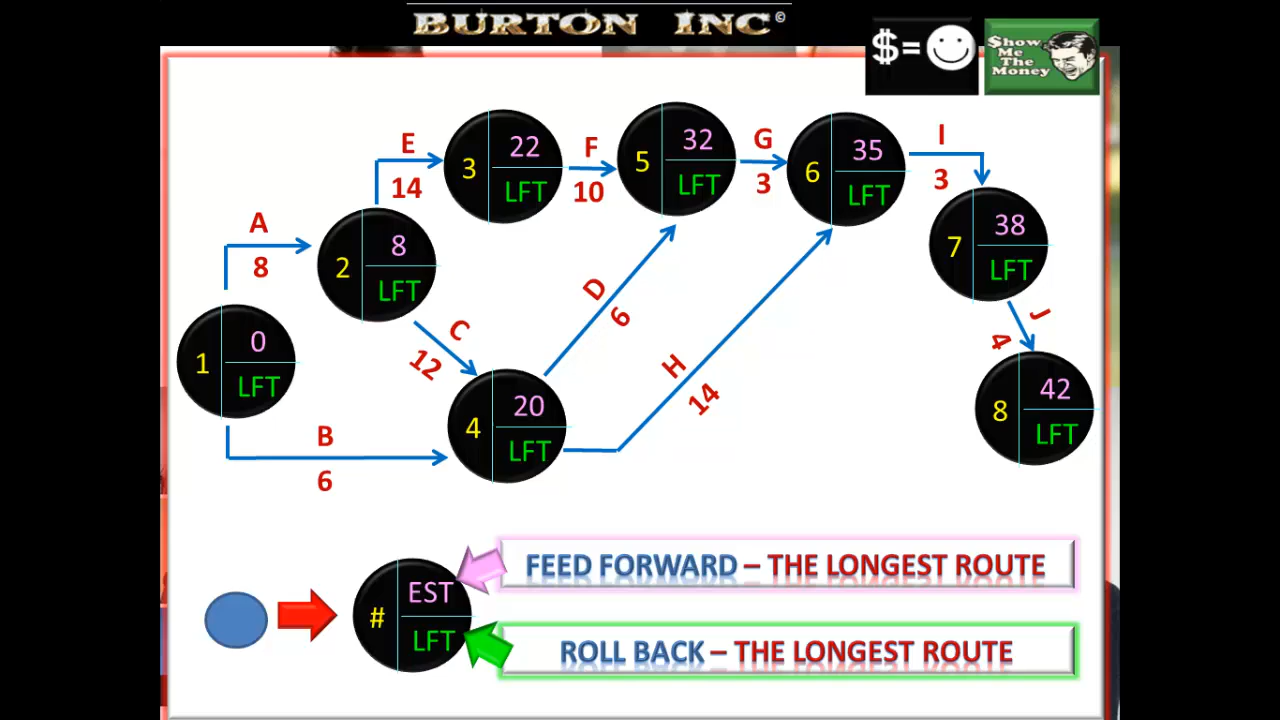 BURTON INC©
$=
Show
Me
The
Money
A
8
E
14
F
10
G
3
I
3
J
4
C
12
D
6
H
14
B
6
1
0
LFT
2
8
LFT
3
22
LFT
4
20
LFT
5
32
LFT
6
35
LFT
7
38
LFT
8
42
LFT
#
EST
LFT
FEED FORWARD – THE LONGEST ROUTE
ROLL BACK – THE LONGEST ROUTE